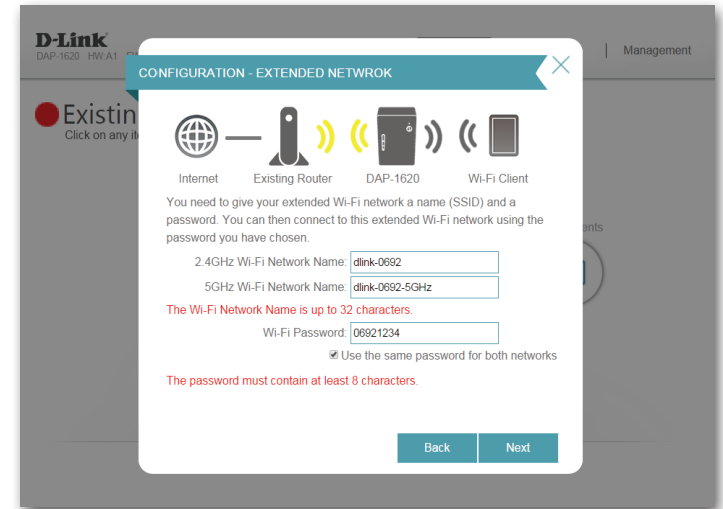 D-Link
DAP-1620 HW:A1
Management
CONFIGURATION - EXTENDED NETWROK
Existin
Click on any it
Internet Existing Router DAP-1620 Wi-Fi Client
You need to give your extended Wi-Fi network a name (SSID) and a
password. You can then connect to this extended Wi-Fi network using the
password you have chosen.
2.4GHz Wi-Fi Network Name: dlink-0692
5GHz Wi-Fi Network Name: dlink-0692-5GHz
The Wi-Fi Network Name is up to 32 characters.
Wi-Fi Password: 06921234
Use the same password for both networks
The password must contain at least 8 characters.
Back Next